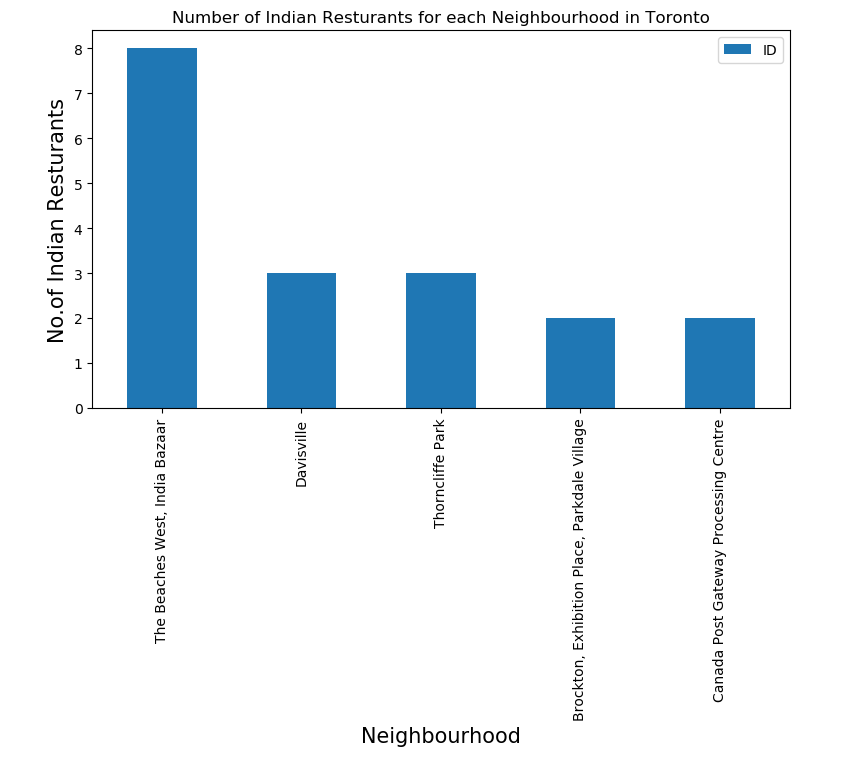 Number of Indian Resturants for each Neighbourhood in Toronto
ID
No.of Indian Resturants
8
7
6
5
4
3
2
1
0
The Beaches West, India Bazaar
Davisville
Thorncliffe Park
Brockton, Exhibition Place, Parkdale Village
Canada Post Gateway Processing Centre
Neighbourhood